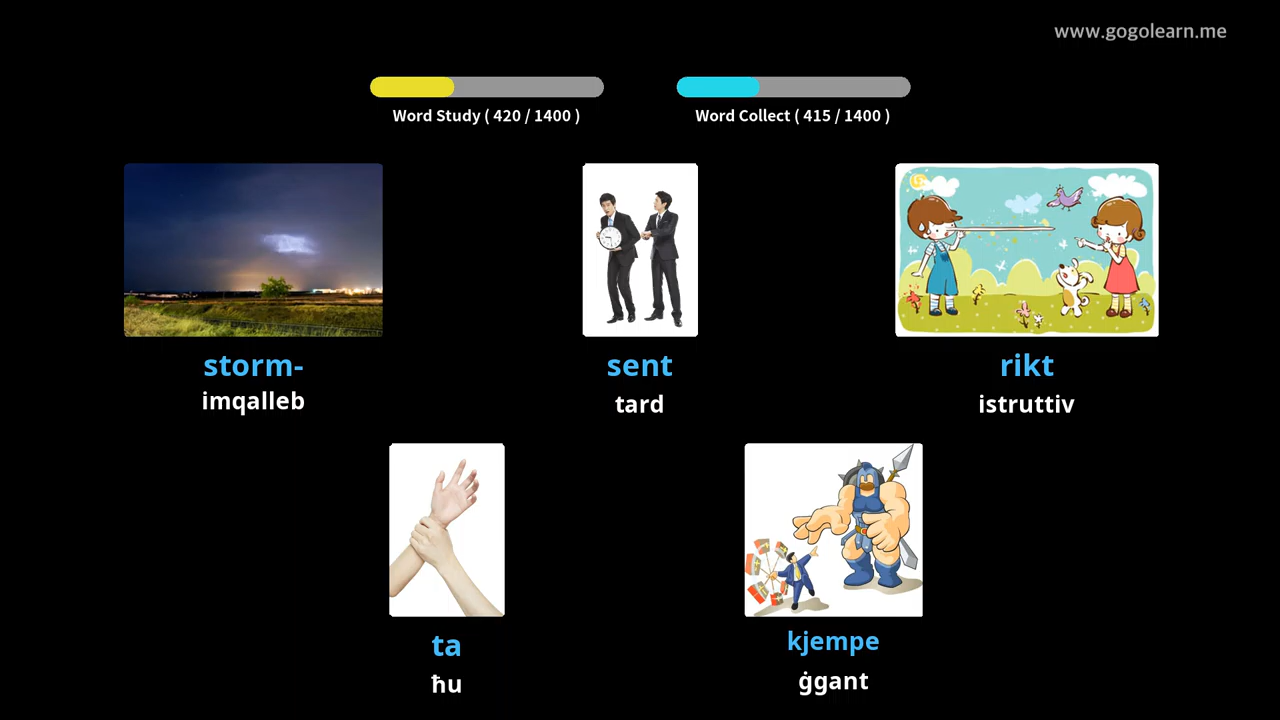 www.gogolearn.me
Word Study ( 420 / 1400 )
Word Collect ( 415 / 1400 )
storm-
imqalleb
sent
tard
rikt
istruttiv
ta
ħu
kjempe
ġgant